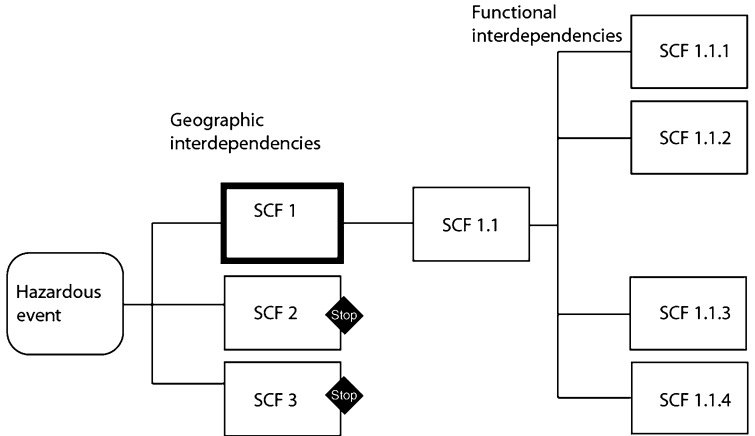 Functional
interdependencies
SCF 1.1.1
SCF 1.1.2
Geographic
interdependencies
SCF 1
SCF 1.1
Hazardous
event
SCF 2
Stop
SCF 1.1.3
SCF 3
Stop
SCF 1.1.4